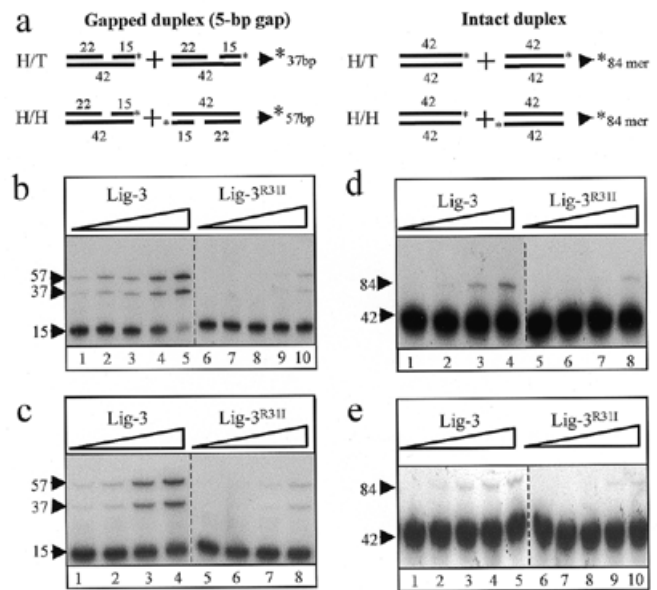 a
Gapped duplex (5-bp gap)
Intact duplex
22 15 22 15 42 42
H/T * + * * 37bp H/T * + * * 84 mer
42 42 42 42
22 15 42 42 42
H/H * + * * 57bp H/H * + * * 84 mer
42 15 22 42 42
b
Lig-3 Lig-3R31I
57
37
15
1 2 3 4 5 6 7 8 9 10
d
Lig-3 Lig-3R31I
84
42
1 2 3 4 5 6 7 8
c
Lig-3 Lig-3R31I
57
37
15
1 2 3 4 5 6 7 8
e
Lig-3 Lig-3R31I
84
42
1 2 3 4 5 6 7 8 9 10